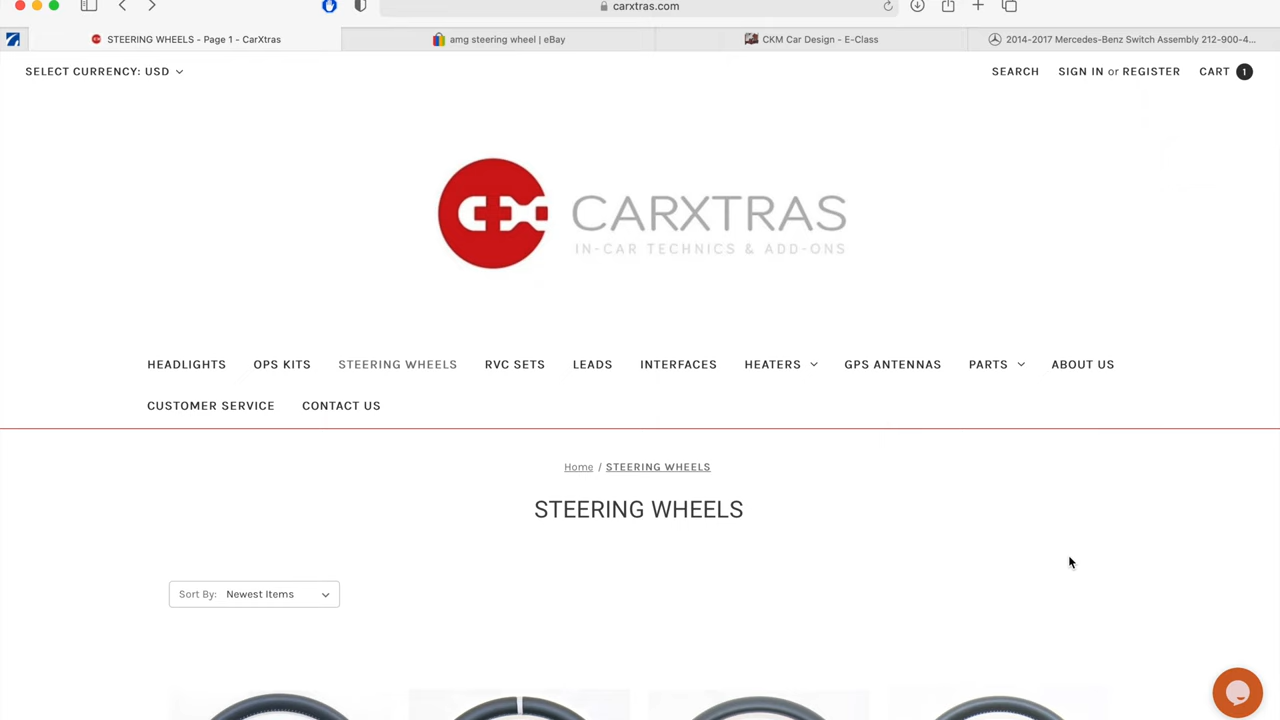 carxtras.com
STEERING WHEELS - Page 1 - CarXtras
amg steering wheel | eBay
CKM Car Design - E-Class
2014-2017 Mercedes-Benz Switch Assembly 212-900-4...
SELECT CURRENCY: USD
SEARCH
SIGN IN or REGISTER
CART 1
CX
CARXTRAS
IN-CAR TECHNICS & ADD-ONS
HEADLIGHTS
OPS KITS
STEERING WHEELS
RVC SETS
LEADS
INTERFACES
HEATERS
GPS ANTENNAS
PARTS
ABOUT US
CUSTOMER SERVICE
CONTACT US
Home / STEERING WHEELS
STEERING WHEELS
Sort By: Newest Items